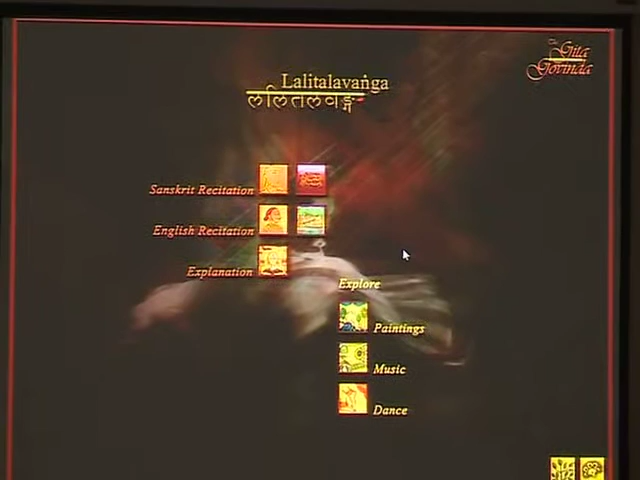 The
Gita
Govinda
Lalitalavaṅga
ललितलवङ्ग
Sanskrit Recitation
English Recitation
Explanation
Explore
Paintings
Music
Dance